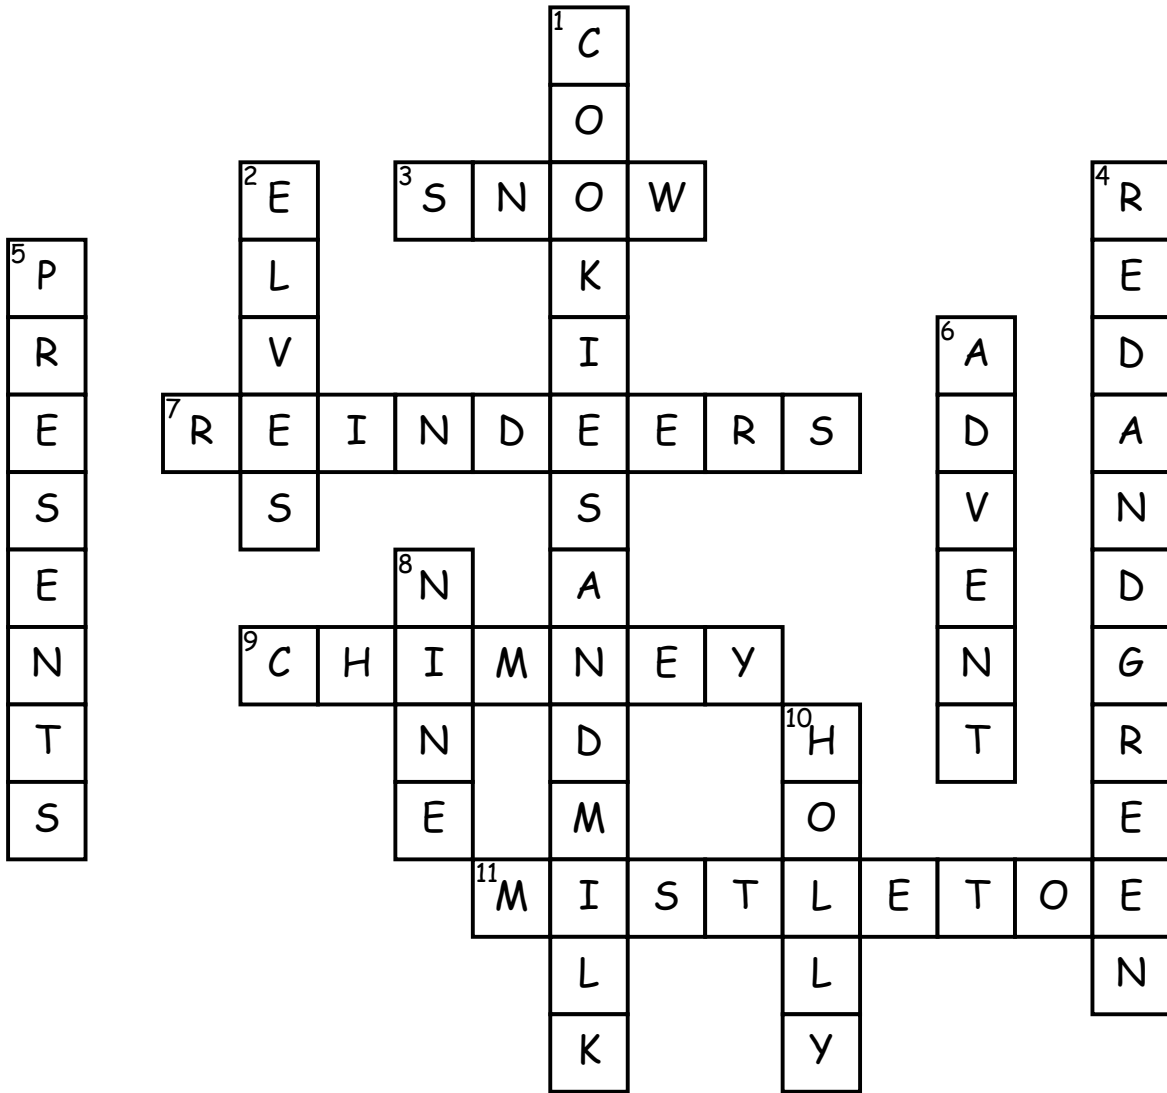 1 C
O
2 E 3 S N O W 4 R
5 P L K E
R V I 6 A D
E 7 R E I N D E E R S D A
S S S V N
E 8 N A E D
N 9 C H I M N E Y N G
T N D 10 H T R
S E M O E
11 M I S T L E T O E
L L N
K Y